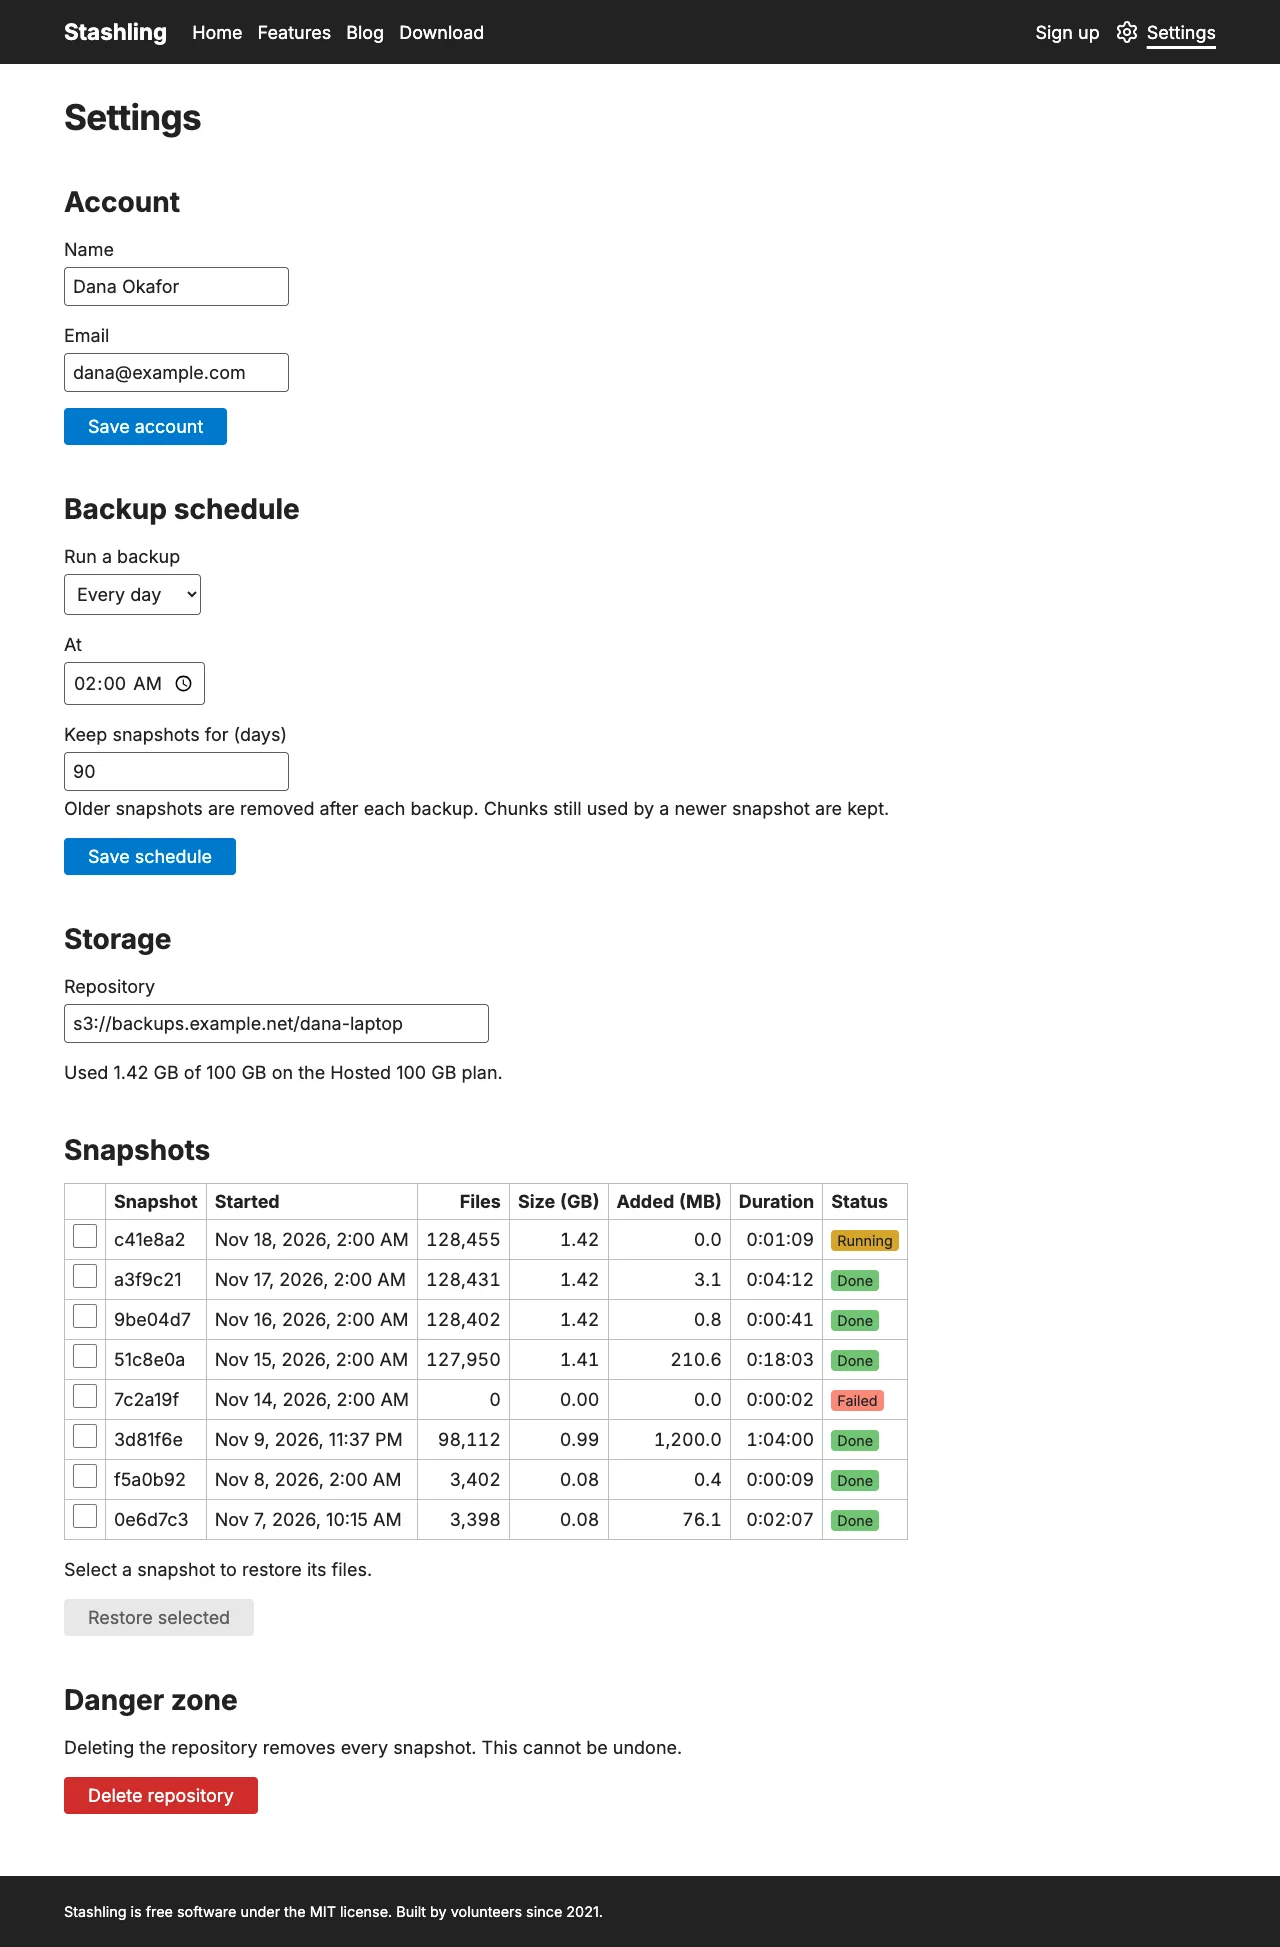 Stashling Home Features Blog Download Sign up Settings
Settings
Account
Name
Dana Okafor
Email
dana@example.com
Save account
Backup schedule
Run a backup
Every day
At
02:00 AM
Keep snapshots for (days)
90
Older snapshots are removed after each backup. Chunks still used by a newer snapshot are kept.
Save schedule
Storage
Repository
s3://backups.example.net/dana-laptop
Used 1.42 GB of 100 GB on the Hosted 100 GB plan.
Snapshots
Snapshot Started Files Size (GB) Added (MB) Duration Status
c41e8a2 Nov 18, 2026, 2:00 AM 128,455 1.42 0.0 0:01:09 Running
a3f9c21 Nov 17, 2026, 2:00 AM 128,431 1.42 3.1 0:04:12 Done
9be04d7 Nov 16, 2026, 2:00 AM 128,402 1.42 0.8 0:00:41 Done
51c8e0a Nov 15, 2026, 2:00 AM 127,950 1.41 210.6 0:18:03 Done
7c2a19f Nov 14, 2026, 2:00 AM 0 0.00 0.0 0:00:02 Failed
3d81f6e Nov 9, 2026, 11:37 PM 98,112 0.99 1,200.0 1:04:00 Done
f5a0b92 Nov 8, 2026, 2:00 AM 3,402 0.08 0.4 0:00:09 Done
0e6d7c3 Nov 7, 2026, 10:15 AM 3,398 0.08 76.1 0:02:07 Done
Select a snapshot to restore its files.
Restore selected
Danger zone
Deleting the repository removes every snapshot. This cannot be undone.
Delete repository
Stashling is free software under the MIT license. Built by volunteers since 2021.